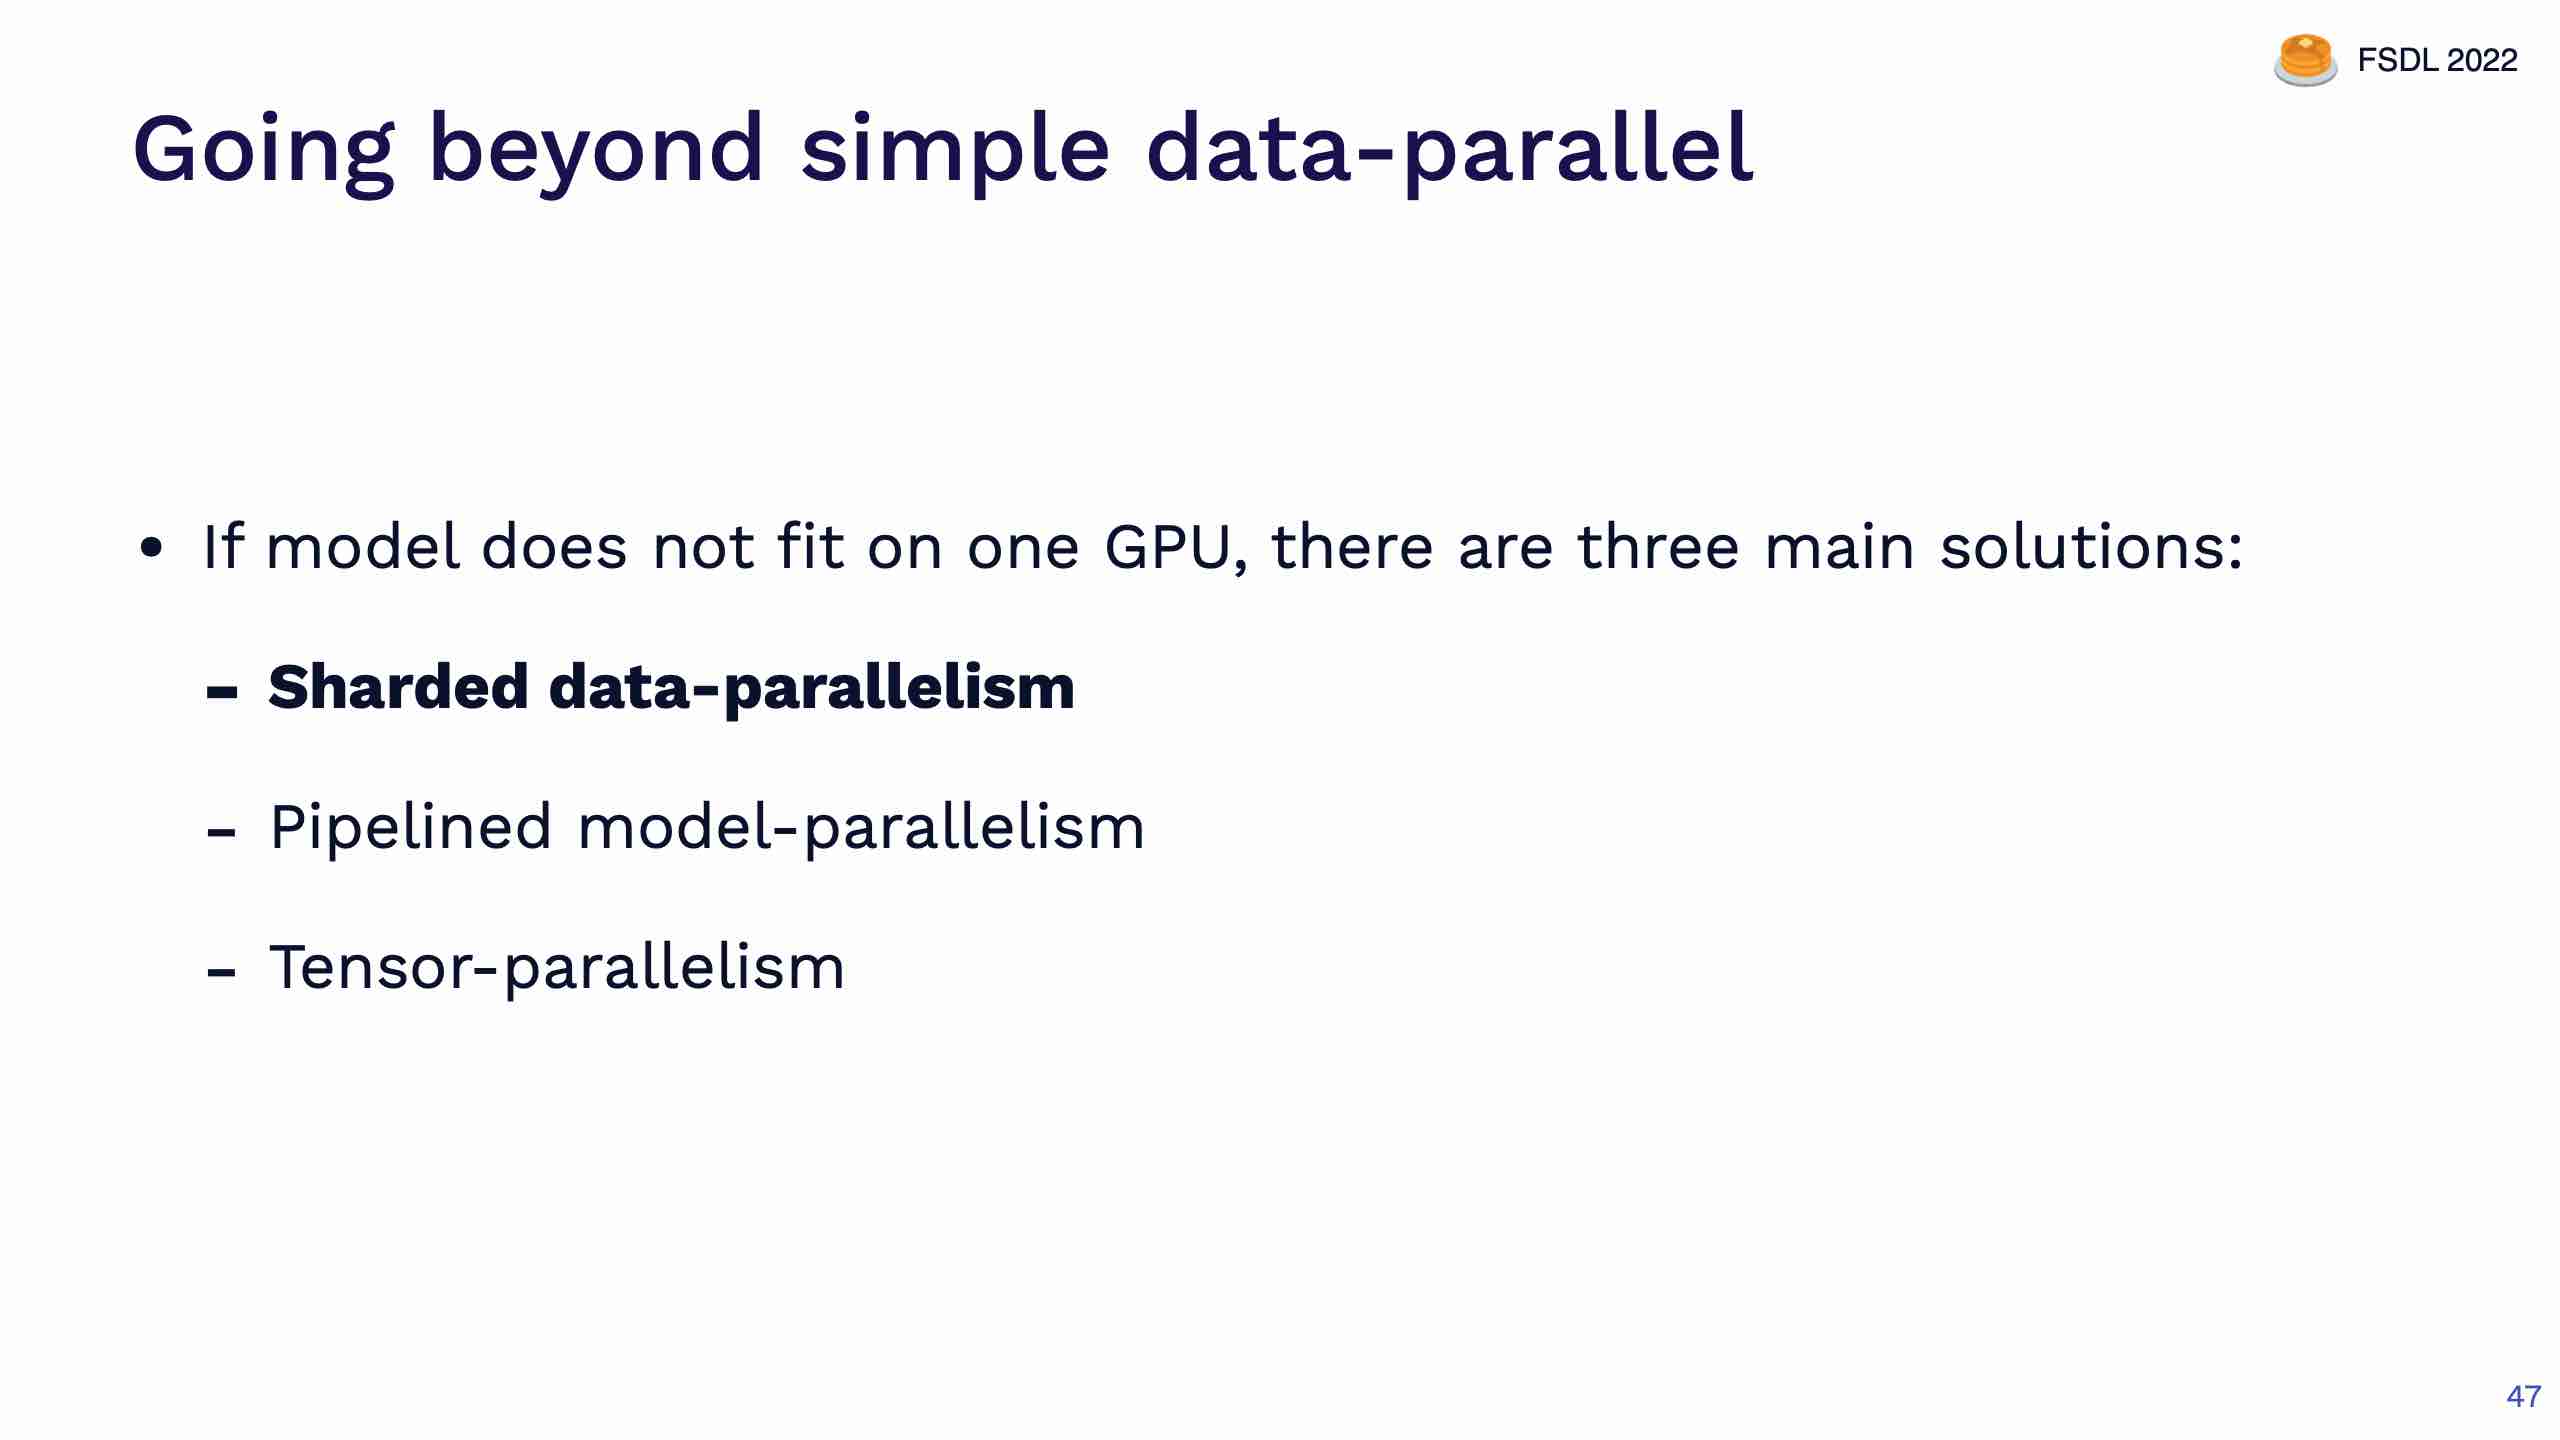 FSDL 2022
Going beyond simple data-parallel
• If model does not fit on one GPU, there are three main solutions:
- Sharded data-parallelism
- Pipelined model-parallelism
- Tensor-parallelism
47